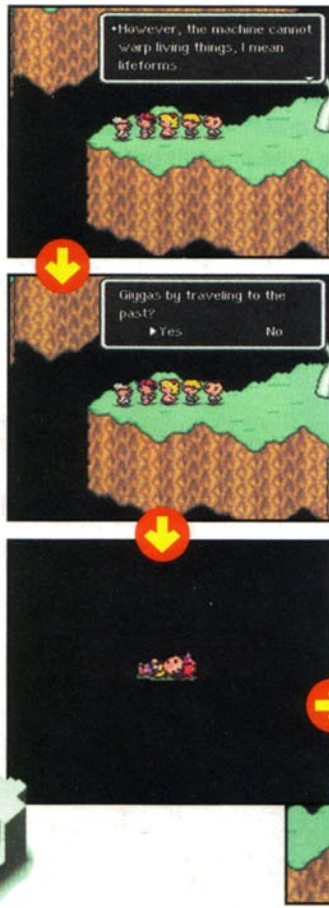 •However, the machine cannot
warp living things, I mean
lifeforms
Giygas by traveling to the
past?
▶Yes No